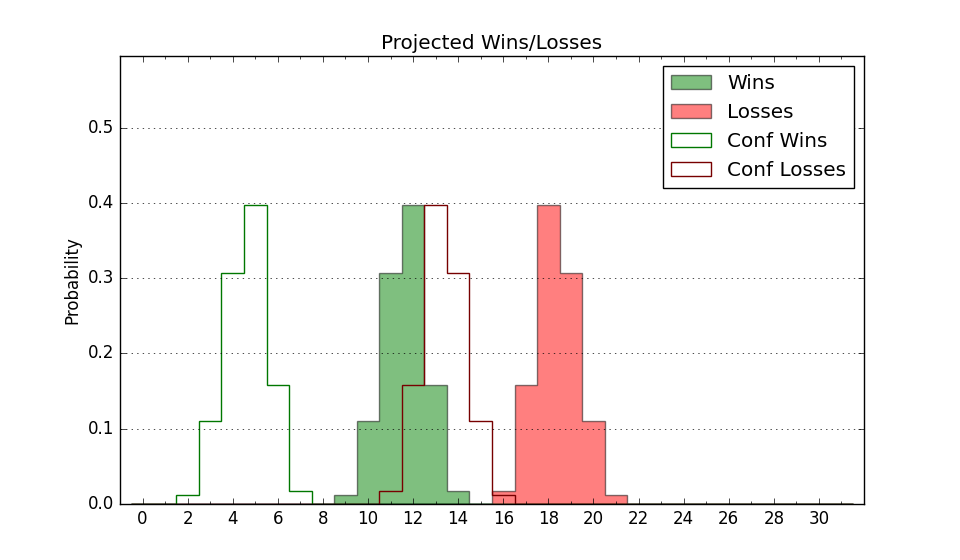 Projected Wins/Losses
Wins
Losses
Conf Wins
Conf Losses
Probability
0.5
0.4
0.3
0.2
0.1
0.0
0 2 4 6 8 10 12 14 16 18 20 22 24 26 28 30